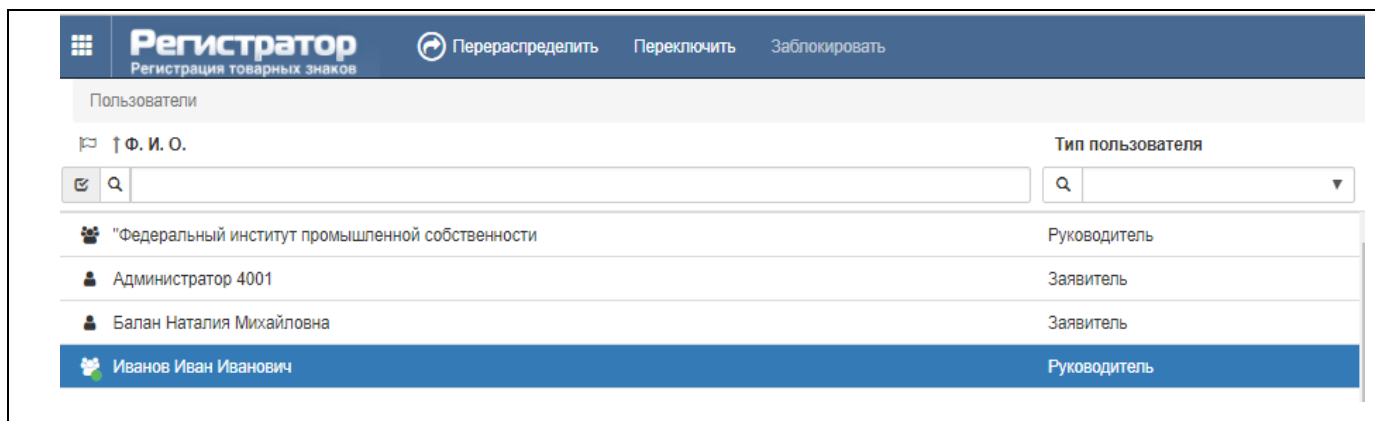 Регистратор
Регистрация товарных знаков
Перераспределить Переключить Заблокировать
Пользователи
↑ Ф. И. О. Тип пользователя
"Федеральный институт промышленной собственности Руководитель
Администратор 4001 Заявитель
Балан Наталия Михайловна Заявитель
Иванов Иван Иванович Руководитель